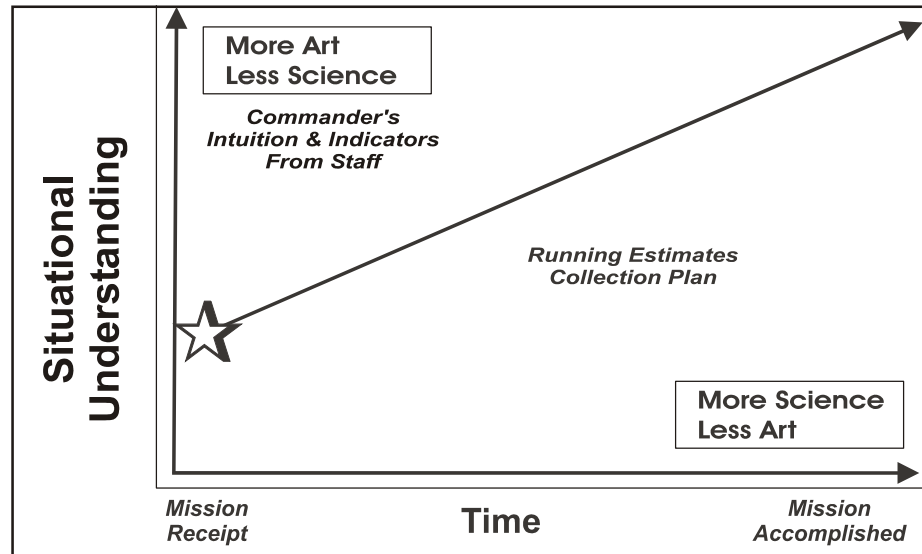 More Art
Less Science
Commander's
Intuition & Indicators
From Staff
Situational
Understanding
Running Estimates
Collection Plan
More Science
Less Art
Mission
Receipt
Time
Mission
Accomplished